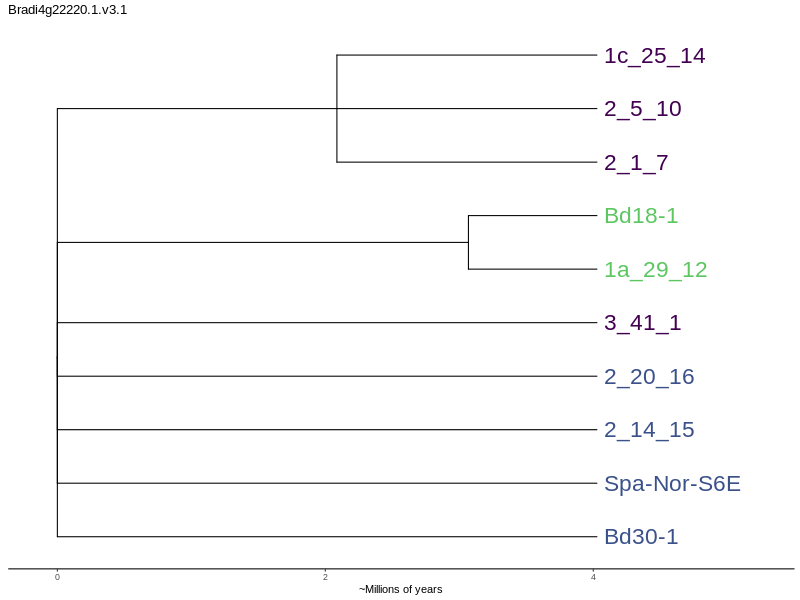 Bradi4g22220.1.v3.1
1c_25_14
2_5_10
2_1_7
Bd18-1
1a_29_12
3_41_1
2_20_16
2_14_15
Spa-Nor-S6E
Bd30-1
0 2 4
~Millions of years